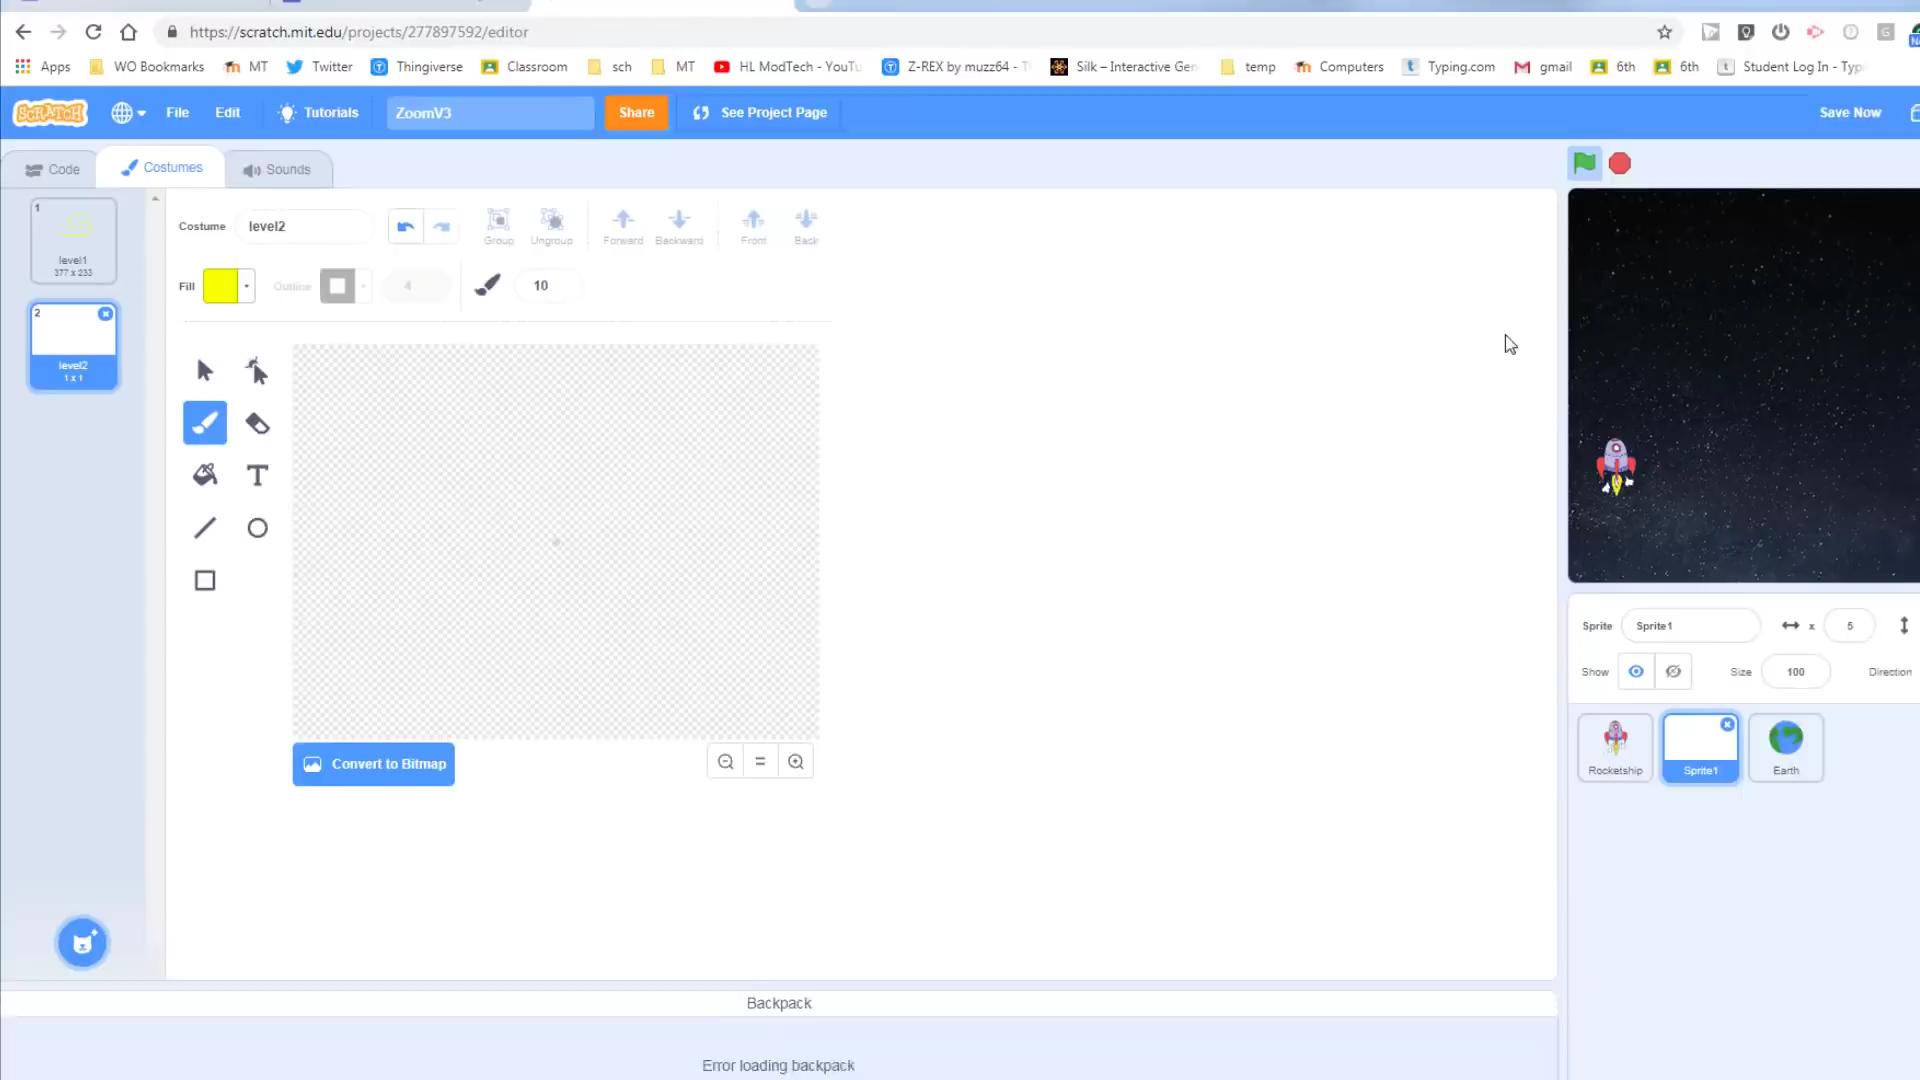 https://scratch.mit.edu/projects/277897592/editor
Apps WO Bookmarks MT Twitter Thingiverse Classroom sch MT HL ModTech - YouTu Z-REX by muzz64 - Silk – Interactive Gen temp Computers Typing.com gmail 6th 6th Student Log In - Typ
SCRATCH File Edit Tutorials ZoomV3 Share See Project Page Save Now
Code Costumes Sounds
1
level1
377 x 233
2
level2
1 x 1
Costume level2
Group Ungroup Forward Backward Front Back
Fill Outline 4 10
T
Convert to Bitmap
Sprite Sprite1 x 5
Show Size 100 Direction
Rocketship Sprite1 Earth
Backpack
Error loading backpack